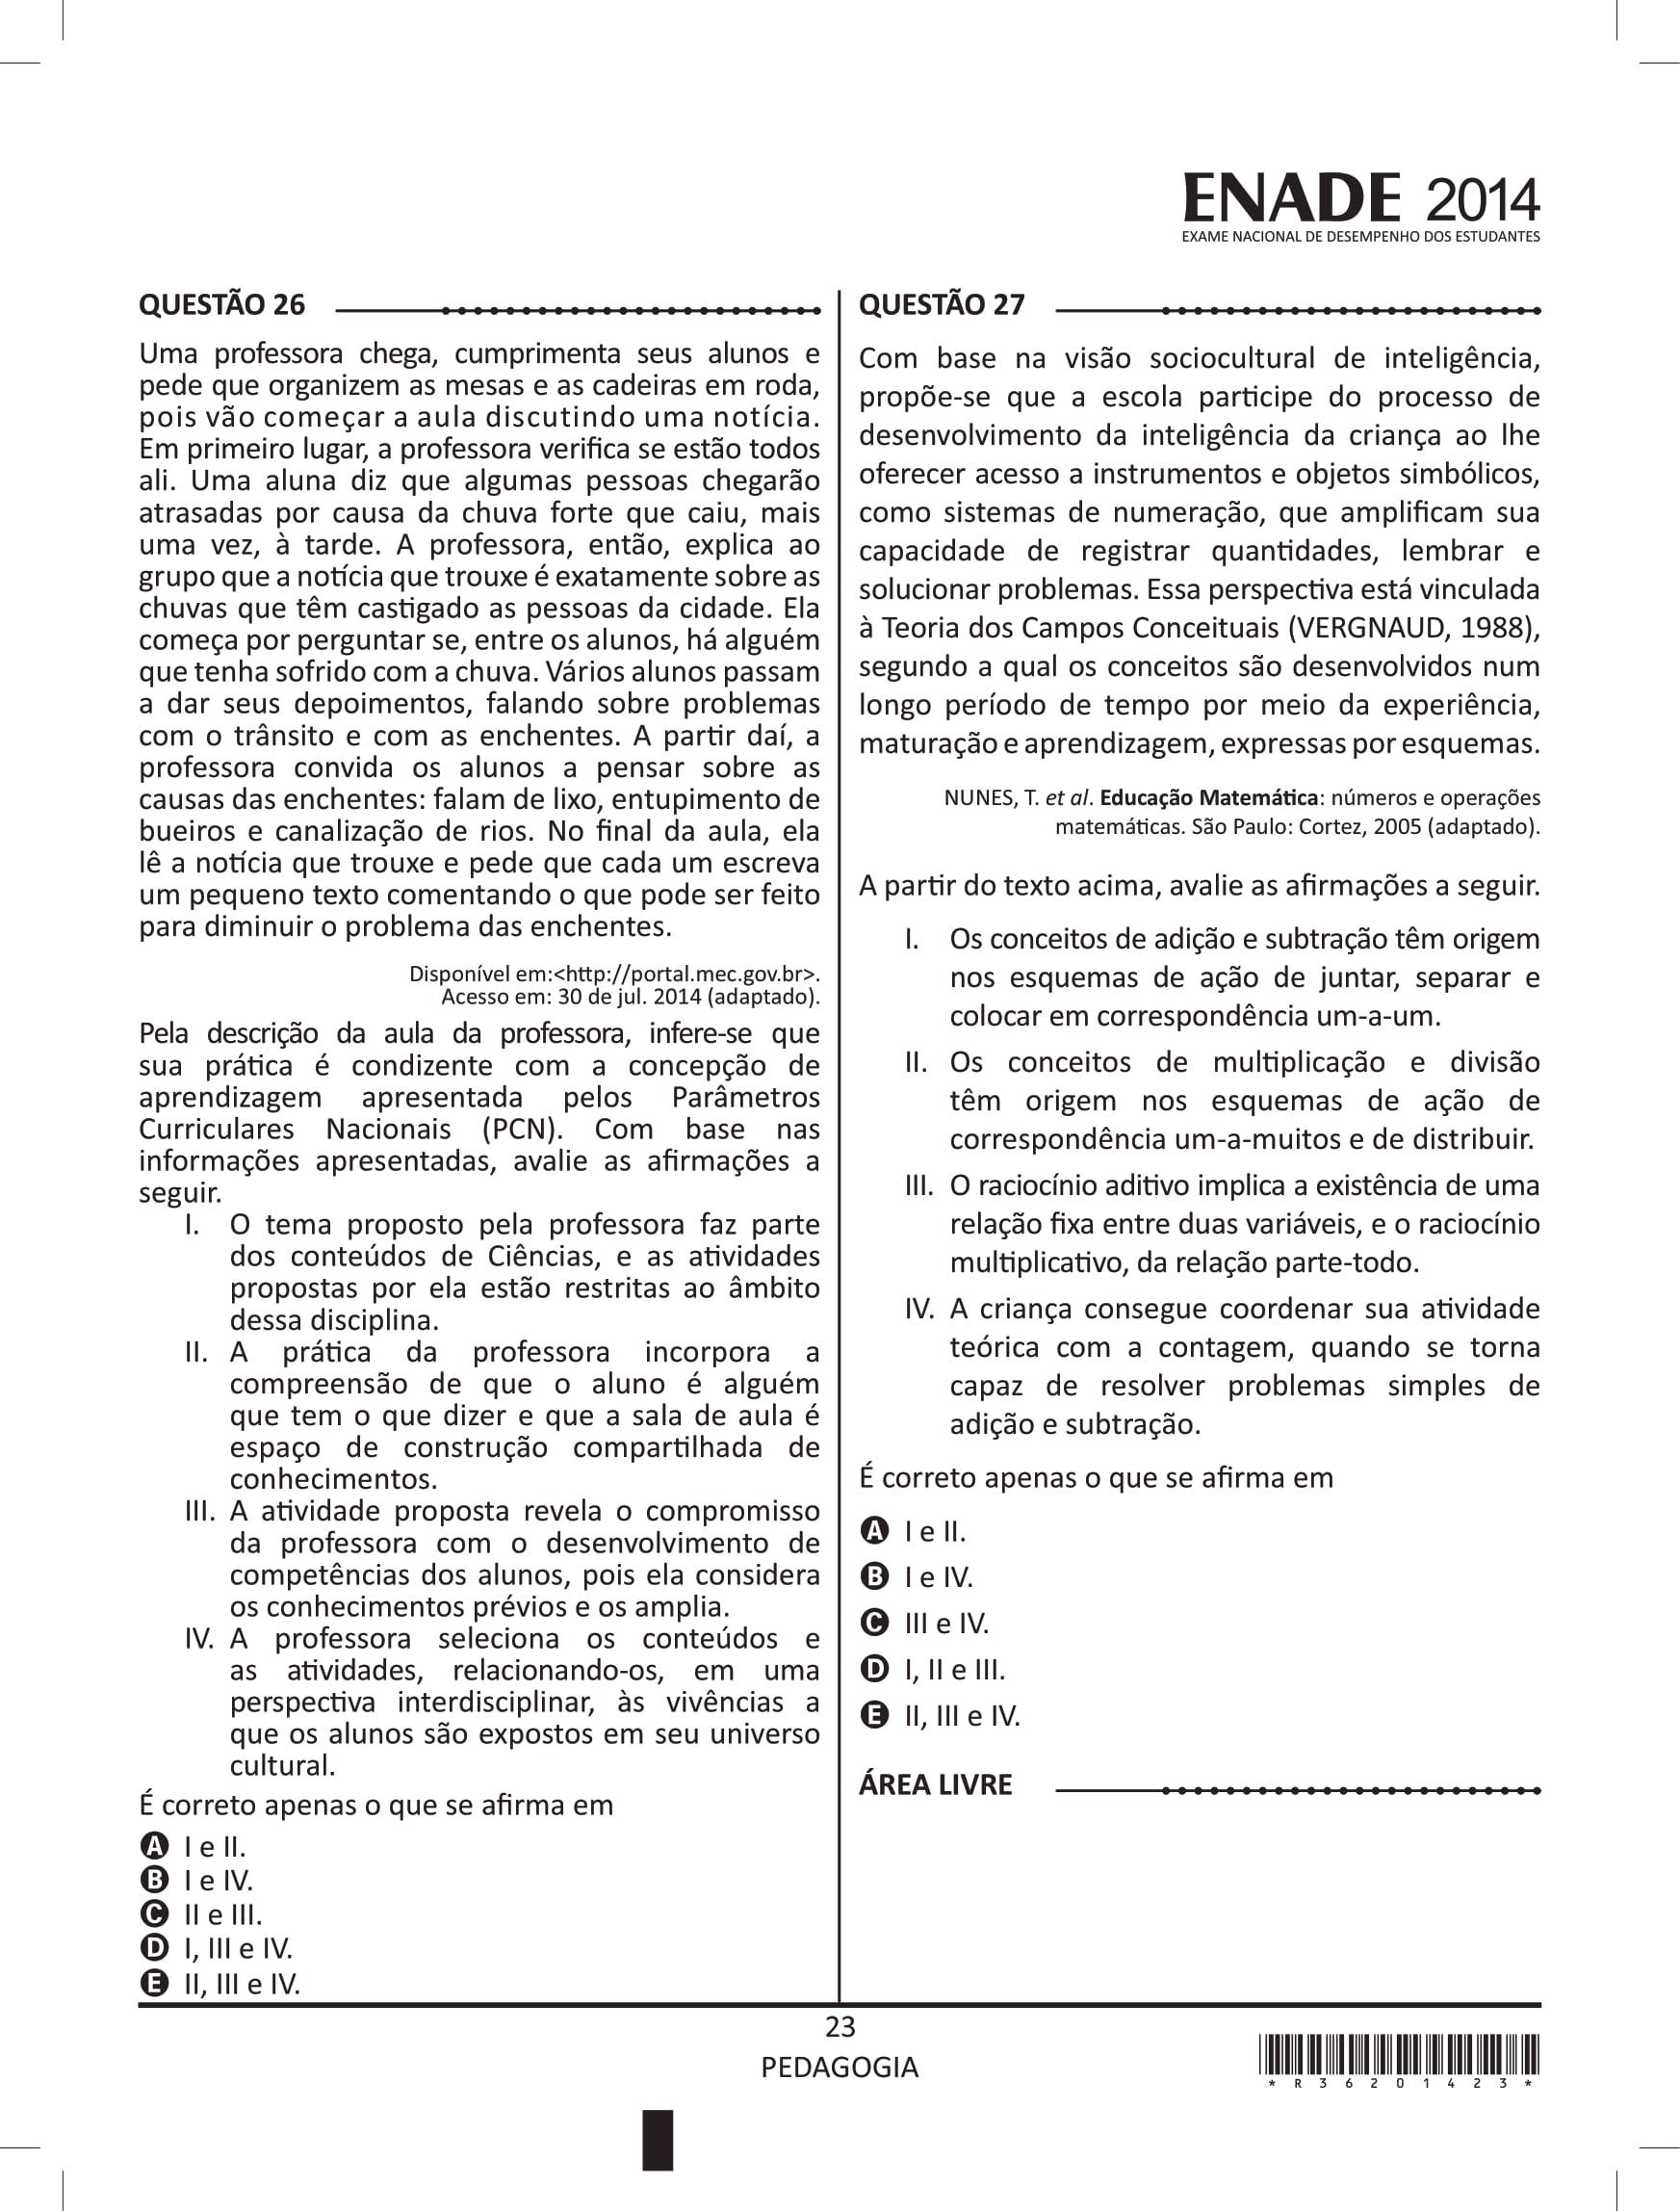 ENADE 2014
EXAME NACIONAL DE DESEMPENHO DOS ESTUDANTES
QUESTÃO 26
Uma professora chega, cumprimenta seus alunos e
pede que organizem as mesas e as cadeiras em roda,
pois vão começar a aula discutindo uma notícia.
Em primeiro lugar, a professora verifica se estão todos
ali. Uma aluna diz que algumas pessoas chegarão
atrasadas por causa da chuva forte que caiu, mais
uma vez, à tarde. A professora, então, explica ao
grupo que a notícia que trouxe é exatamente sobre as
chuvas que têm castigado as pessoas da cidade. Ela
começa por perguntar se, entre os alunos, há alguém
que tenha sofrido com a chuva. Vários alunos passam
a dar seus depoimentos, falando sobre problemas
com o trânsito e com as enchentes. A partir daí, a
professora convida os alunos a pensar sobre as
causas das enchentes: falam de lixo, entupimento de
bueiros e canalização de rios. No final da aula, ela
lê a notícia que trouxe e pede que cada um escreva
um pequeno texto comentando o que pode ser feito
para diminuir o problema das enchentes.
Disponível em:<http://portal.mec.gov.br>.
Acesso em: 30 de jul. 2014 (adaptado).
Pela descrição da aula da professora, infere-se que
sua prática é condizente com a concepção de
aprendizagem apresentada pelos Parâmetros
Curriculares Nacionais (PCN). Com base nas
informações apresentadas, avalie as afirmações a
seguir.
I. O tema proposto pela professora faz parte
dos conteúdos de Ciências, e as atividades
propostas por ela estão restritas ao âmbito
dessa disciplina.
II. A prática da professora incorpora a
compreensão de que o aluno é alguém
que tem o que dizer e que a sala de aula é
espaço de construção compartilhada de
conhecimentos.
III. A atividade proposta revela o compromisso
da professora com o desenvolvimento de
competências dos alunos, pois ela considera
os conhecimentos prévios e os amplia.
IV. A professora seleciona os conteúdos e
as atividades, relacionando-os, em uma
perspectiva interdisciplinar, às vivências a
que os alunos são expostos em seu universo
cultural.
É correto apenas o que se afirma em
A I e II.
B I e IV.
C II e III.
D I, III e IV.
E II, III e IV.
QUESTÃO 27
Com base na visão sociocultural de inteligência,
propõe-se que a escola participe do processo de
desenvolvimento da inteligência da criança ao lhe
oferecer acesso a instrumentos e objetos simbólicos,
como sistemas de numeração, que amplificam sua
capacidade de registrar quantidades, lembrar e
solucionar problemas. Essa perspectiva está vinculada
à Teoria dos Campos Conceituais (VERGNAUD, 1988),
segundo a qual os conceitos são desenvolvidos num
longo período de tempo por meio da experiência,
maturação e aprendizagem, expressas por esquemas.
NUNES, T. et al. Educação Matemática: números e operações
matemáticas. São Paulo: Cortez, 2005 (adaptado).
A partir do texto acima, avalie as afirmações a seguir.
I. Os conceitos de adição e subtração têm origem
nos esquemas de ação de juntar, separar e
colocar em correspondência um-a-um.
II. Os conceitos de multiplicação e divisão
têm origem nos esquemas de ação de
correspondência um-a-muitos e de distribuir.
III. O raciocínio aditivo implica a existência de uma
relação fixa entre duas variáveis, e o raciocínio
multiplicativo, da relação parte-todo.
IV. A criança consegue coordenar sua atividade
teórica com a contagem, quando se torna
capaz de resolver problemas simples de
adição e subtração.
É correto apenas o que se afirma em
A I e II.
B I e IV.
C III e IV.
D I, II e III.
E II, III e IV.
ÁREA LIVRE
23
PEDAGOGIA
* R 3 6 2 0 1 4 2 3 *